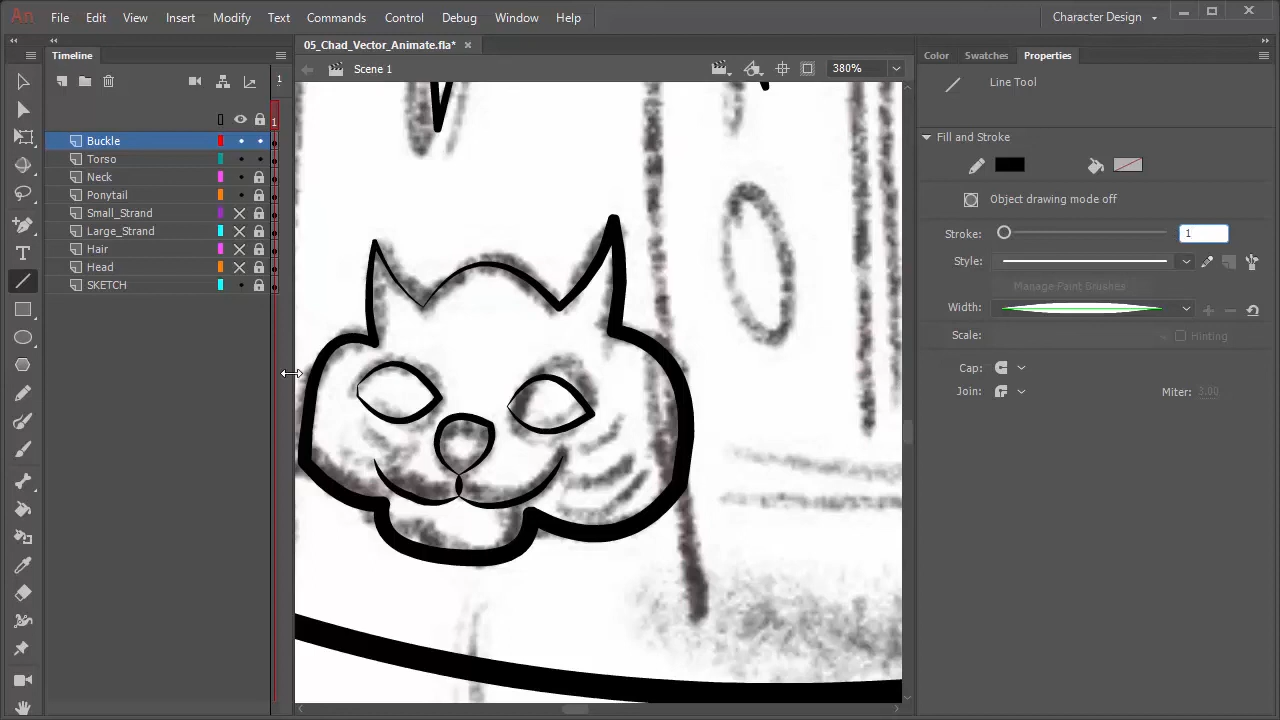 An File Edit View Insert Modify Text Commands Control Debug Window Help Character Design
Timeline 05_Chad_Vector_Animate.fla* Color Swatches Properties
1 Scene 1 380% Line Tool
1
Buckle
Torso
Neck
Ponytail
Small_Strand
Large_Strand
Hair
Head
SKETCH
Fill and Stroke
Object drawing mode off
Stroke: 1
Style:
Manage Paint Brushes
Width:
Scale: Hinting
Cap:
Join: Miter: 3.00